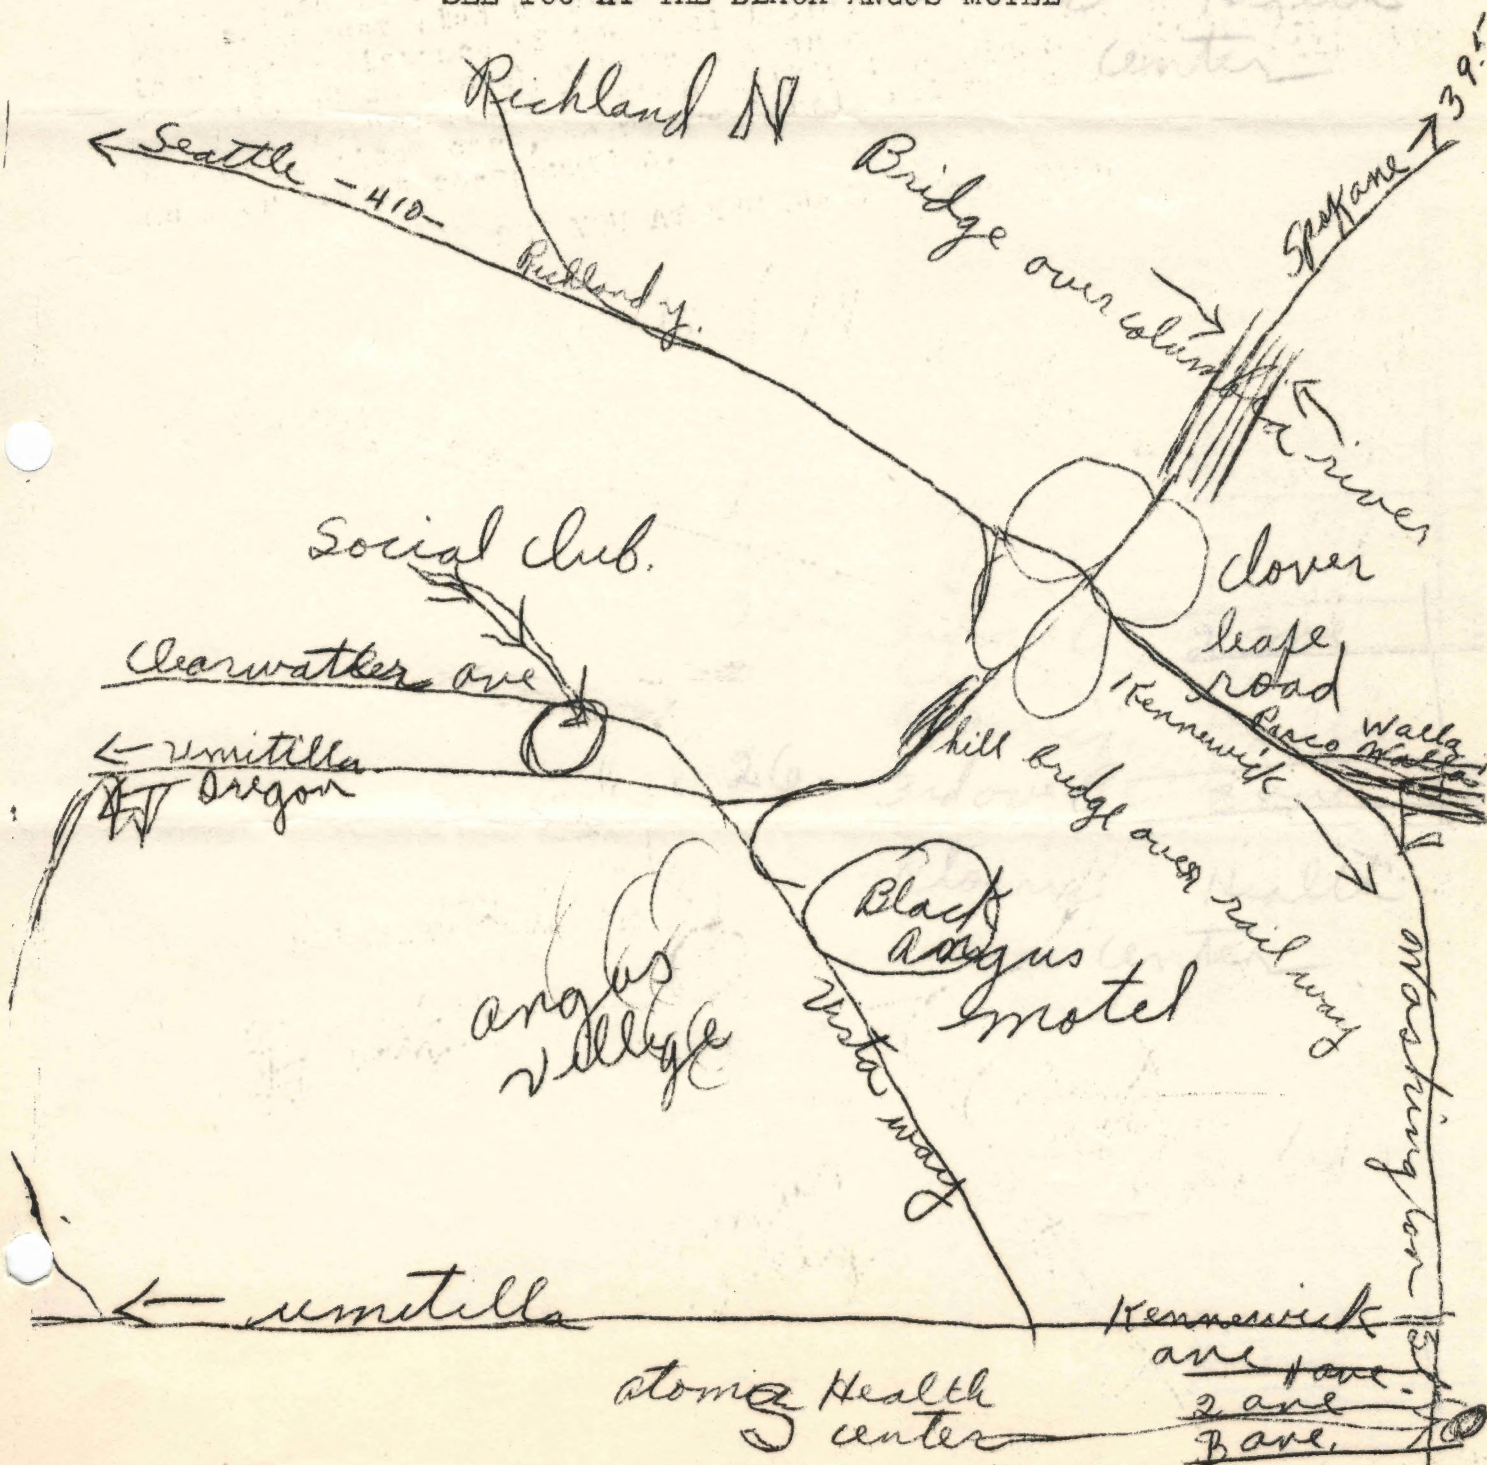 SEE YOU AT THE BLACK ANGUS MOTEL
center
Richland N
395
Seattle -410-
Bridge over columbia river
Spokane
Richland y.
Social club.
clover
leafe
road
Clearwatter ave
Kennewick
Pasco Walla
Walla
umitilla
Oregon
hill bridge over rail way
Black
Angus
motel
angus
village
Vista way
Washington
umitilla
Kennewick
ave
1 ave.
atomic Health
center
2 ave
3 ave.